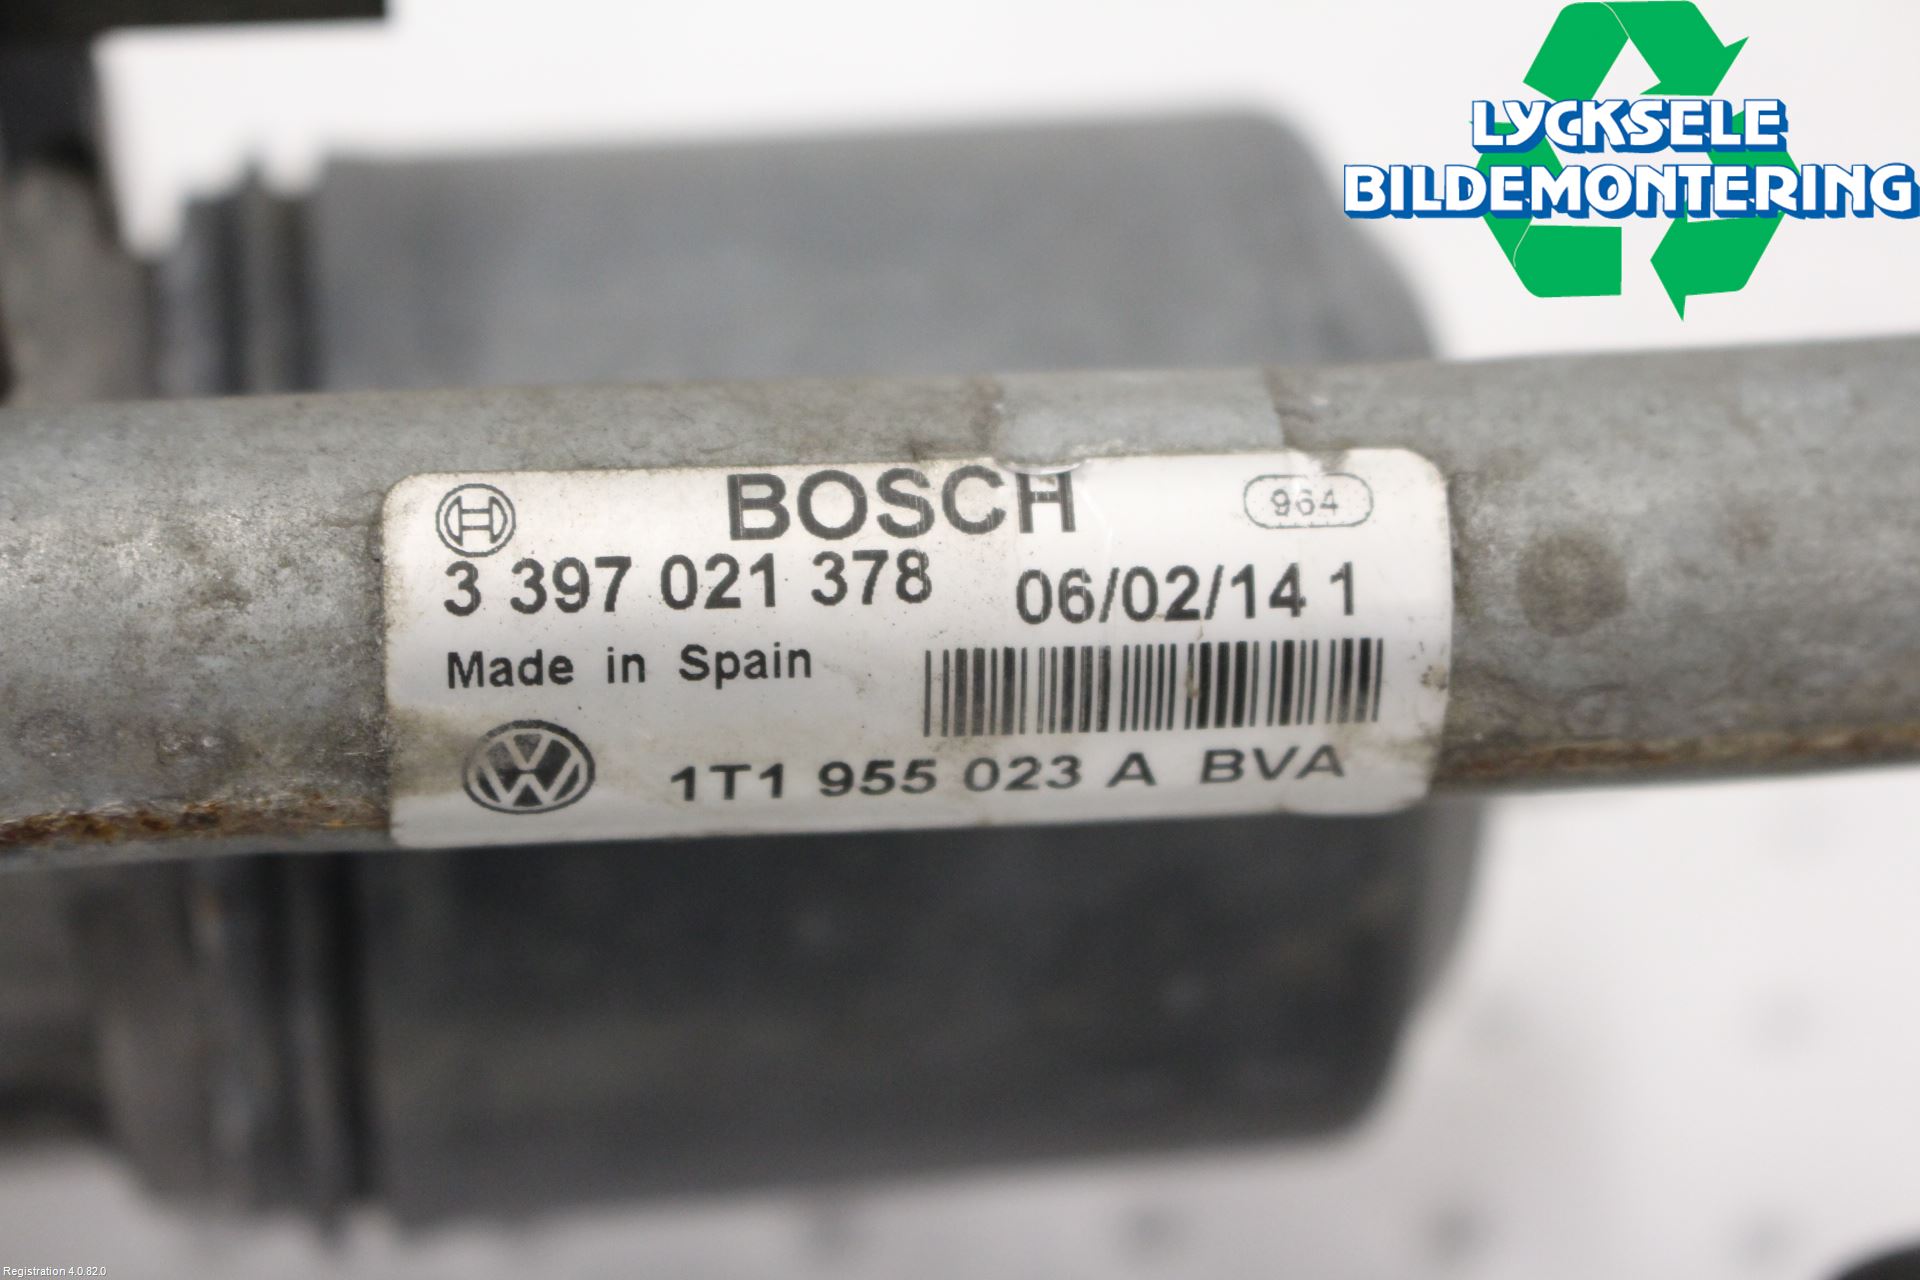 LYCKSELE
BILDEMONTERING
BOSCH 964
3 397 021 378 06/02/14 1
Made in Spain
VW 1T1 955 023 A BVA
Registration 4.0.82.0